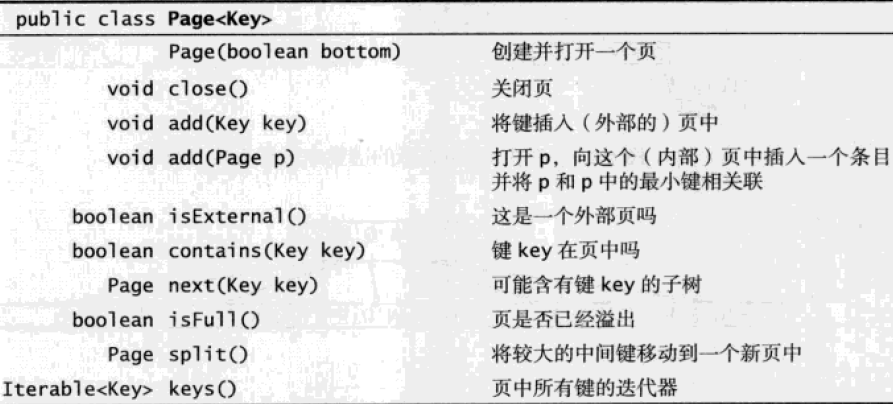 public class Page<Key>
Page(boolean bottom) 创建并打开一个页
void close() 关闭页
void add(Key key) 将键插入（外部的）页中
void add(Page p) 打开 p，向这个（内部）页中插入一个条目
并将 p 和 p 中的最小键相关联
boolean isExternal() 这是一个外部页吗
boolean contains(Key key) 键 key 在页中吗
Page next(Key key) 可能含有键 key 的子树
boolean isFull() 页是否已经溢出
Page split() 将较大的中间键移动到一个新页中
Iterable<Key> keys() 页中所有键的迭代器